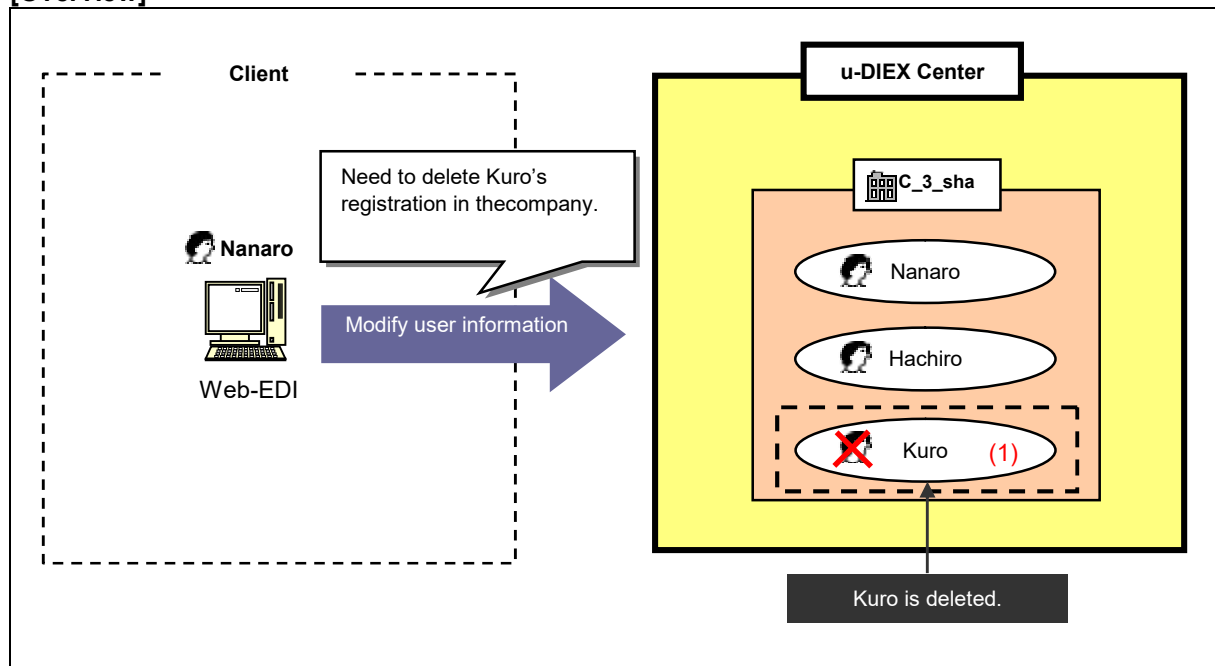 [Overview]
Client
u-DIEX Center
C_3_sha
Need to delete Kuro's
registration in thecompany.
Nanaro
Nanaro
Modify user information
Hachiro
Web-EDI
Kuro
(1)
Kuro is deleted.